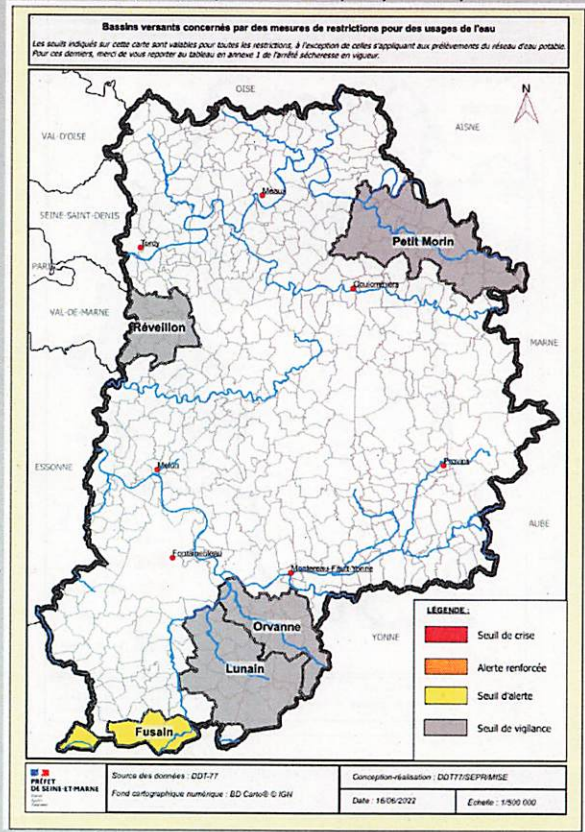 Bassins versants concernés par des mesures de restrictions pour des usages de l'eau
Les seuils indiqués sur cette carte sont valables pour toutes les restrictions, à l'exception de celles s'appliquant aux prélèvements du réseau d'eau potable.
Pour ces derniers, merci de vous reporter au tableau en annexe 1 de l'arrêté sécheresse en vigueur.
OISE
N
VAL-D'OISE
AISNE
Meaux
SEINE-SAINT-DENIS
Petit Morin
Torcy
PARIS
Coulommiers
VAL-DE-MARNE
Réveillon
MARNE
ESSONNE
Melun
Provins
AUBE
Fontainebleau
Montereau-Fault-Yonne
LÉGENDE :
Orvanne
YONNE
Seuil de crise
Lunain
Alerte renforcée
Seuil d'alerte
Fusain
Seuil de vigilance
PRÉFET
DE SEINE-ET-MARNE
Source des données : DDT-77
Fond cartographique numérique : BD Carto® © IGN
Conception-réalisation : DDT77/SEPR/MISE
Date : 16/06/2022
Echelle : 1/500 000